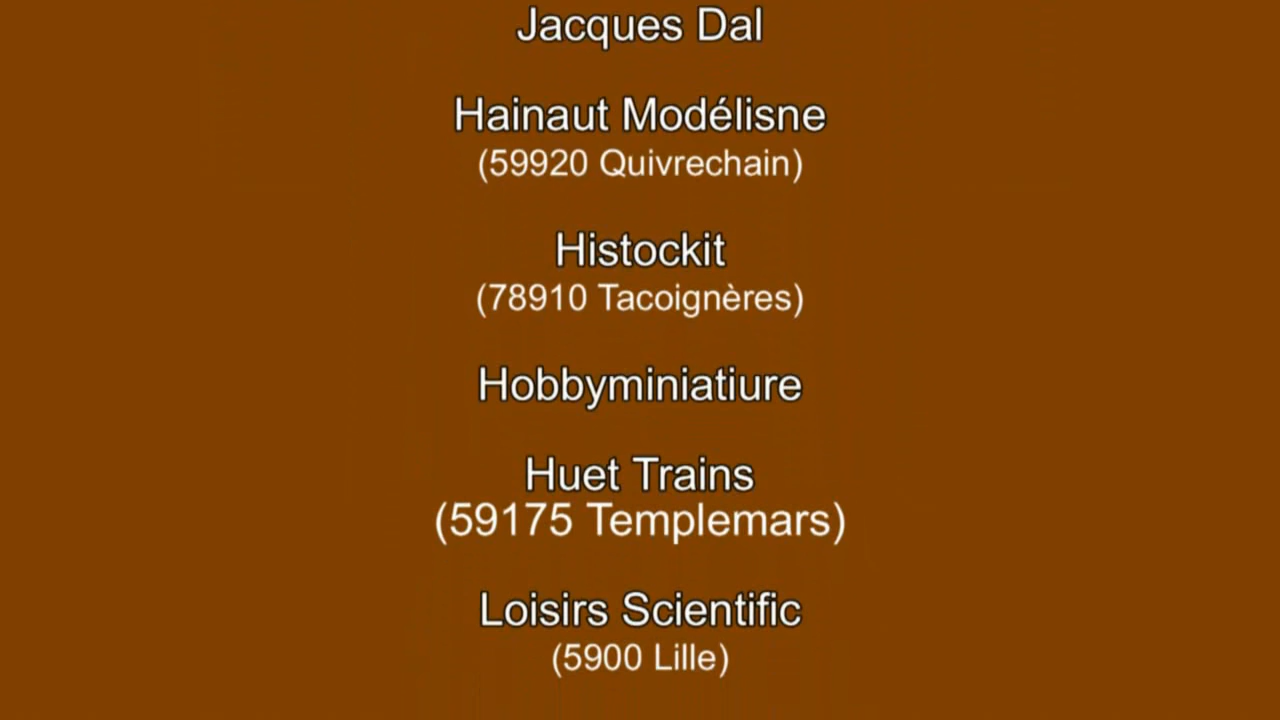 Jacques Dal
Hainaut Modélisne
(59920 Quivrechain)
Histockit
(78910 Tacoignères)
Hobbyminiatiure
Huet Trains
(59175 Templemars)
Loisirs Scientific
(5900 Lille)